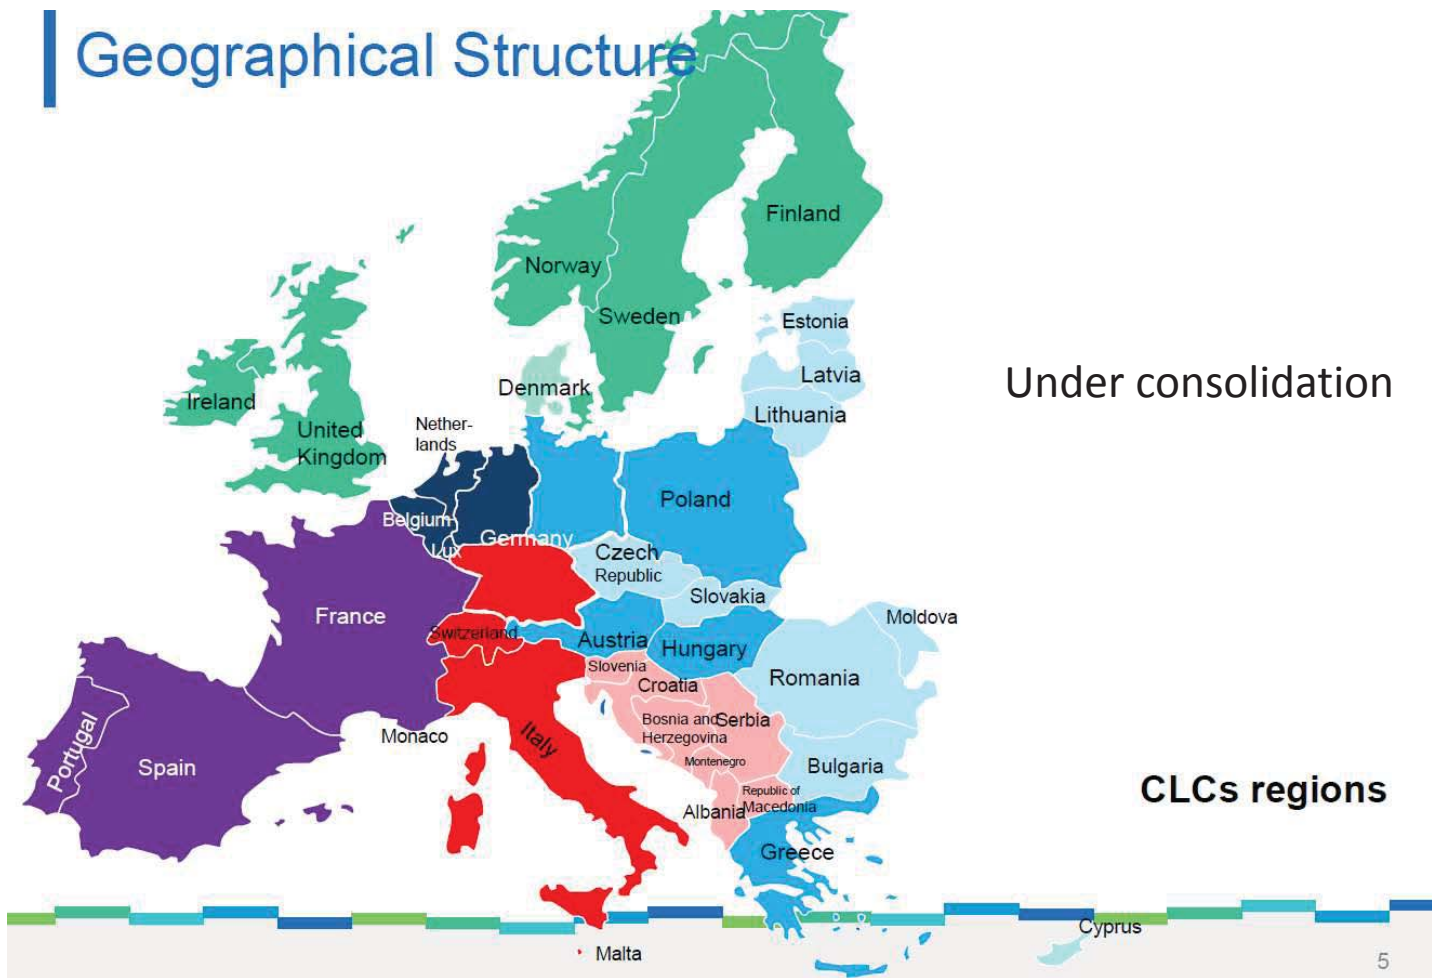 Geographical Structure
Finland
Norway
Sweden
Estonia
Latvia
Lithuania
Denmark
Under consolidation
Ireland
United
Kingdom
Nether-
lands
Belgium
Lux
Germany
Poland
Czech
Republic
Slovakia
Moldova
France
Switzerland
Austria
Hungary
Slovenia
Croatia
Romania
Bosnia and
Herzegovina
Serbia
Monaco
Italy
Montenegro
Bulgaria
Portugal
Spain
Albania
Republic of
Macedonia
CLCs regions
Greece
Cyprus
Malta
5